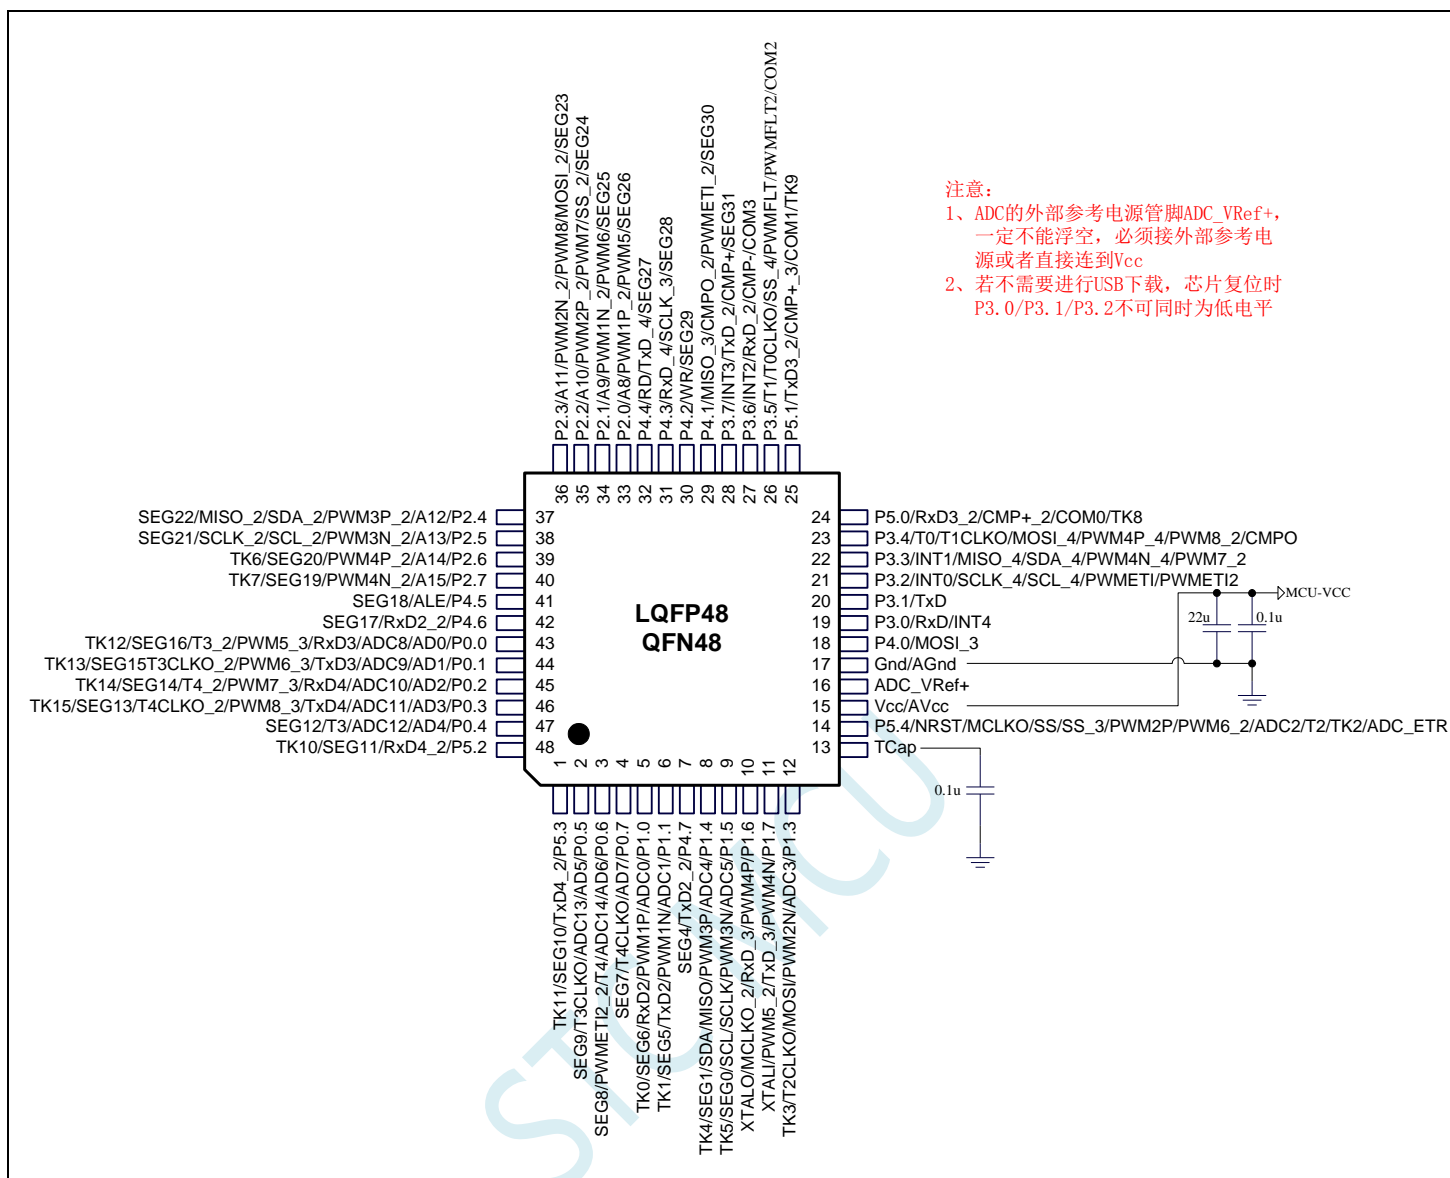 P2.3/A11/PWM2N_2/PWM8/MOSI_2/SEG23
P2.2/A10/PWM2P_2/PWM7/SS_2/SEG24
P2.1/A9/PWM1N_2/PWM6/SEG25
P2.0/A8/PWM1P_2/PWM5/SEG26
P4.4/RD/TxD_4/SEG27
P4.3/RxD_4/SCLK_3/SEG28
P4.2/WR/SEG29
P4.1/MISO_3/CMPO_2/PWMETI_2/SEG30
P3.7/INT3/TxD_2/CMP+/SEG31
P3.6/INT2/RxD_2/CMP-/COM3
P3.5/T1/T0CLKO/SS_4/PWMFLT/PWMFLT2/COM2
P5.1/TxD3_2/CMP+_3/COM1/TK9
注意：
1、ADC的外部参考电源管脚ADC_VRef+，
一定不能浮空，必须接外部参考电
源或者直接连到Vcc
2、若不需要进行USB下载，芯片复位时
P3.0/P3.1/P3.2不可同时为低电平
36 35 34 33 32 31 30 29 28 27 26 25
SEG22/MISO_2/SDA_2/PWM3P_2/A12/P2.4 37
SEG21/SCLK_2/SCL_2/PWM3N_2/A13/P2.5 38
TK6/SEG20/PWM4P_2/A14/P2.6 39
TK7/SEG19/PWM4N_2/A15/P2.7 40
SEG18/ALE/P4.5 41
SEG17/RxD2_2/P4.6 42
TK12/SEG16/T3_2/PWM5_3/RxD3/ADC8/AD0/P0.0 43
TK13/SEG15T3CLKO_2/PWM6_3/TxD3/ADC9/AD1/P0.1 44
TK14/SEG14/T4_2/PWM7_3/RxD4/ADC10/AD2/P0.2 45
TK15/SEG13/T4CLKO_2/PWM8_3/TxD4/ADC11/AD3/P0.3 46
SEG12/T3/ADC12/AD4/P0.4 47
TK10/SEG11/RxD4_2/P5.2 48
LQFP48
QFN48
24 P5.0/RxD3_2/CMP+_2/COM0/TK8
23 P3.4/T0/T1CLKO/MOSI_4/PWM4P_4/PWM8_2/CMPO
22 P3.3/INT1/MISO_4/SDA_4/PWM4N_4/PWM7_2
21 P3.2/INT0/SCLK_4/SCL_4/PWMETI/PWMETI2
20 P3.1/TxD
19 P3.0/RxD/INT4
18 P4.0/MOSI_3
17 Gnd/AGnd
16 ADC_VRef+
15 Vcc/AVcc
14 P5.4/NRST/MCLKO/SS/SS_3/PWM2P/PWM6_2/ADC2/T2/TK2/ADC_ETR
13 TCap
MCU-VCC
22u
0.1u
0.1u
1 2 3 4 5 6 7 8 9 10 11 12
TK11/SEG10/TxD4_2/P5.3
SEG9/T3CLKO/ADC13/AD5/P0.5
SEG8/PWMETI2_2/T4/ADC14/AD6/P0.6
SEG7/T4CLKO/AD7/P0.7
TK0/SEG6/RxD2/PWM1P/ADC0/P1.0
TK1/SEG5/TxD2/PWM1N/ADC1/P1.1
SEG4/TxD2_2/P4.7
TK4/SEG1/SDA/MISO/PWM3P/ADC4/P1.4
TK5/SEG0/SCL/SCLK/PWM3N/ADC5/P1.5
XTALO/MCLKO_2/RxD_3/PWM4P/P1.6
XTALI/PWM5_2/TxD_3/PWM4N/P1.7
TK3/T2CLKO/MOSI/PWM2N/ADC3/P1.3
STCMCU